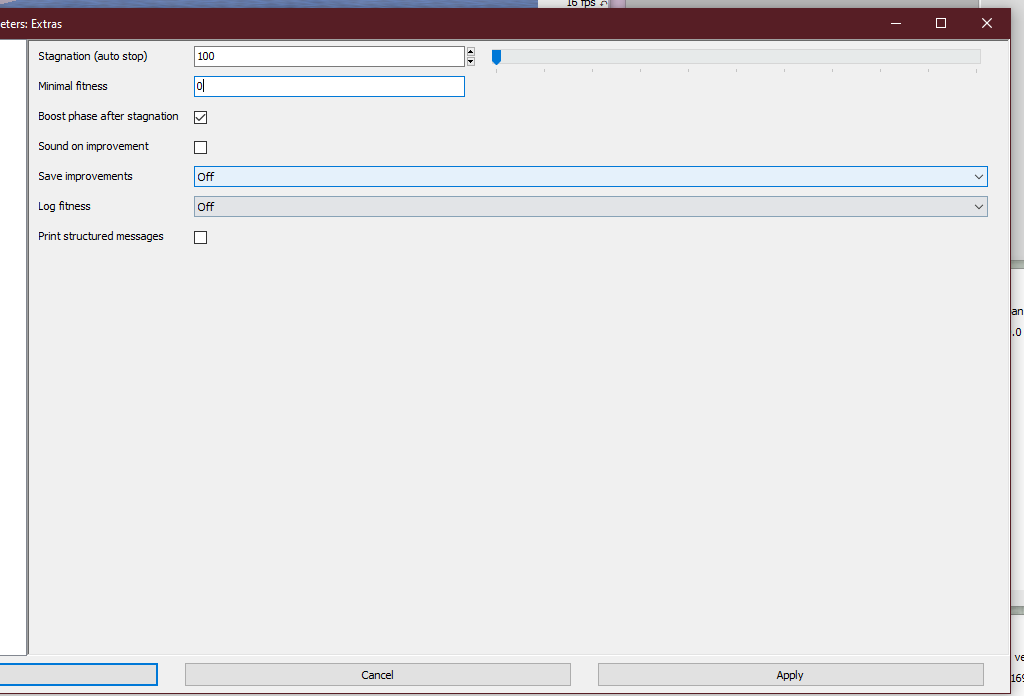 16 fps
eters: Extras
Stagnation (auto stop) 100
Minimal fitness 0
Boost phase after stagnation
Sound on improvement
Save improvements Off
Log fitness Off
Print structured messages
an
.0
ve
169
Cancel Apply